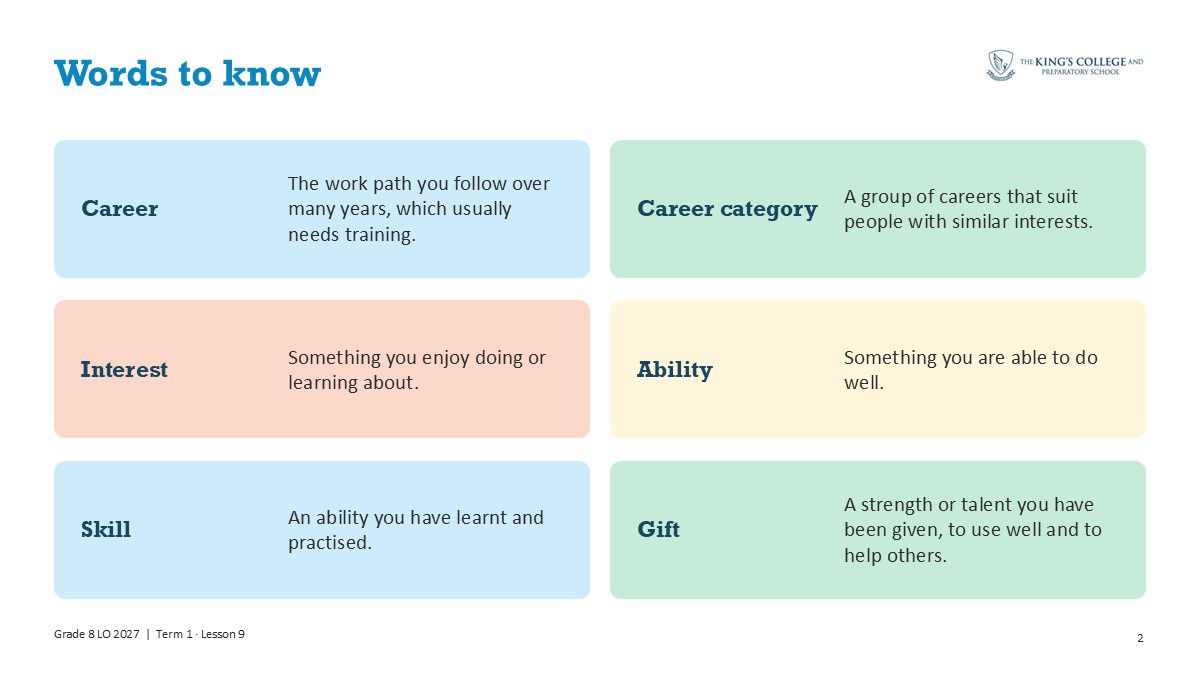 Words to know
THE KING'S COLLEGE AND
PREPARATORY SCHOOL
Career
The work path you follow over
many years, which usually
needs training.
Career category
A group of careers that suit
people with similar interests.
Interest
Something you enjoy doing or
learning about.
Ability
Something you are able to do
well.
Skill
An ability you have learnt and
practised.
Gift
A strength or talent you have
been given, to use well and to
help others.
Grade 8 LO 2027 | Term 1 · Lesson 9
2